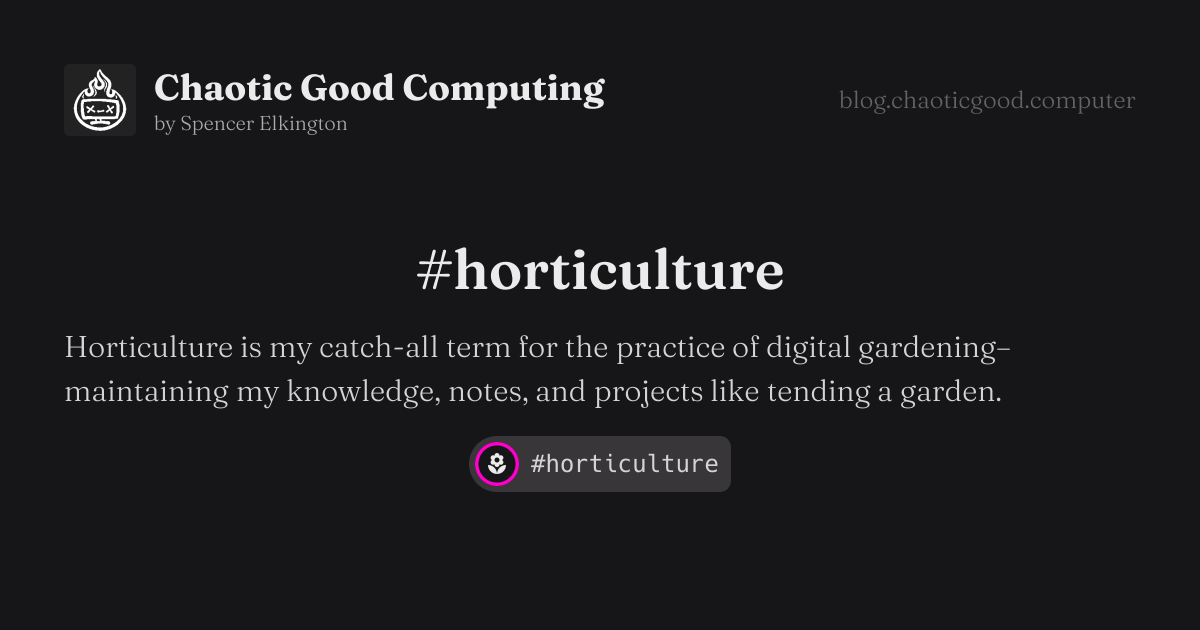 Chaotic Good Computing
by Spencer Elkington
blog.chaoticgood.computer
#horticulture
Horticulture is my catch-all term for the practice of digital gardening–
maintaining my knowledge, notes, and projects like tending a garden.
#horticulture